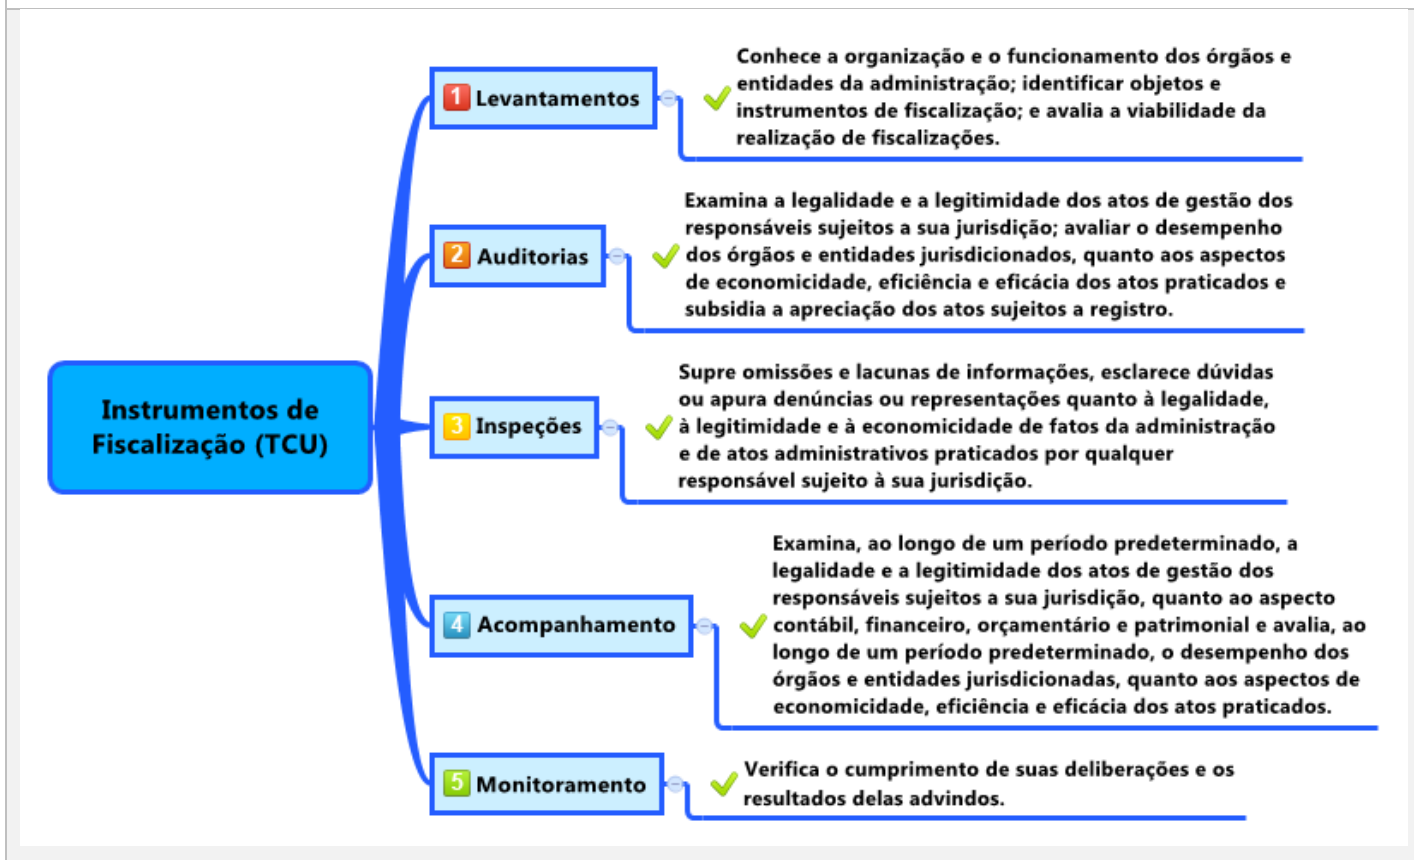 Instrumentos de
Fiscalização (TCU)
1 Levantamentos
Conhece a organização e o funcionamento dos órgãos e
entidades da administração; identificar objetos e
instrumentos de fiscalização; e avalia a viabilidade da
realização de fiscalizações.
2 Auditorias
Examina a legalidade e a legitimidade dos atos de gestão dos
responsáveis sujeitos a sua jurisdição; avaliar o desempenho
dos órgãos e entidades jurisdicionados, quanto aos aspectos
de economicidade, eficiência e eficácia dos atos praticados e
subsidia a apreciação dos atos sujeitos a registro.
3 Inspeções
Supre omissões e lacunas de informações, esclarece dúvidas
ou apura denúncias ou representações quanto à legalidade,
à legitimidade e à economicidade de fatos da administração
e de atos administrativos praticados por qualquer
responsável sujeito à sua jurisdição.
4 Acompanhamento
Examina, ao longo de um período predeterminado, a
legalidade e a legitimidade dos atos de gestão dos
responsáveis sujeitos a sua jurisdição, quanto ao aspecto
contábil, financeiro, orçamentário e patrimonial e avalia, ao
longo de um período predeterminado, o desempenho dos
órgãos e entidades jurisdicionadas, quanto aos aspectos de
economicidade, eficiência e eficácia dos atos praticados.
5 Monitoramento
Verifica o cumprimento de suas deliberações e os
resultados delas advindos.